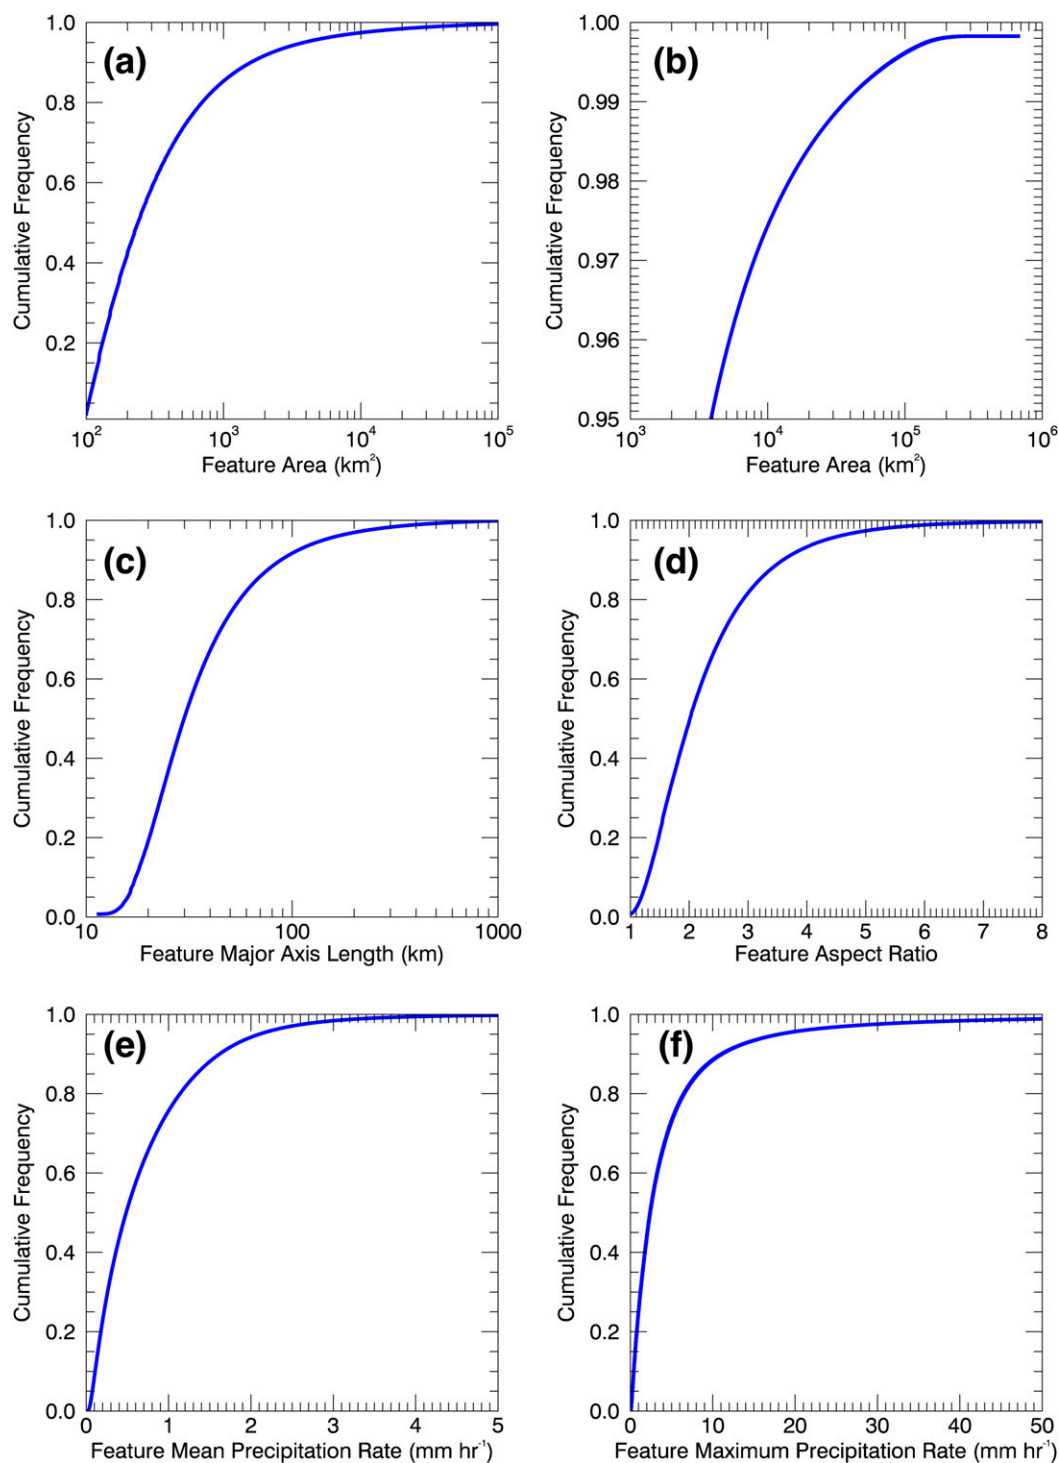 (a)
1.0
0.8
0.6
0.4
0.2
Cumulative Frequency
10²
10³
10⁴
10⁵
Feature Area (km²)
(b)
1.00
0.99
0.98
0.97
0.96
0.95
Cumulative Frequency
10³
10⁴
10⁵
10⁶
Feature Area (km²)
(c)
1.0
0.8
0.6
0.4
0.2
0.0
Cumulative Frequency
10
100
1000
Feature Major Axis Length (km)
(d)
1.0
0.8
0.6
0.4
0.2
0.0
Cumulative Frequency
1 2 3 4 5 6 7 8
Feature Aspect Ratio
(e)
1.0
0.8
0.6
0.4
0.2
0.0
Cumulative Frequency
0 1 2 3 4 5
Feature Mean Precipitation Rate (mm hr⁻¹)
(f)
1.0
0.8
0.6
0.4
0.2
0.0
Cumulative Frequency
0 10 20 30 40 50
Feature Maximum Precipitation Rate (mm hr⁻¹)